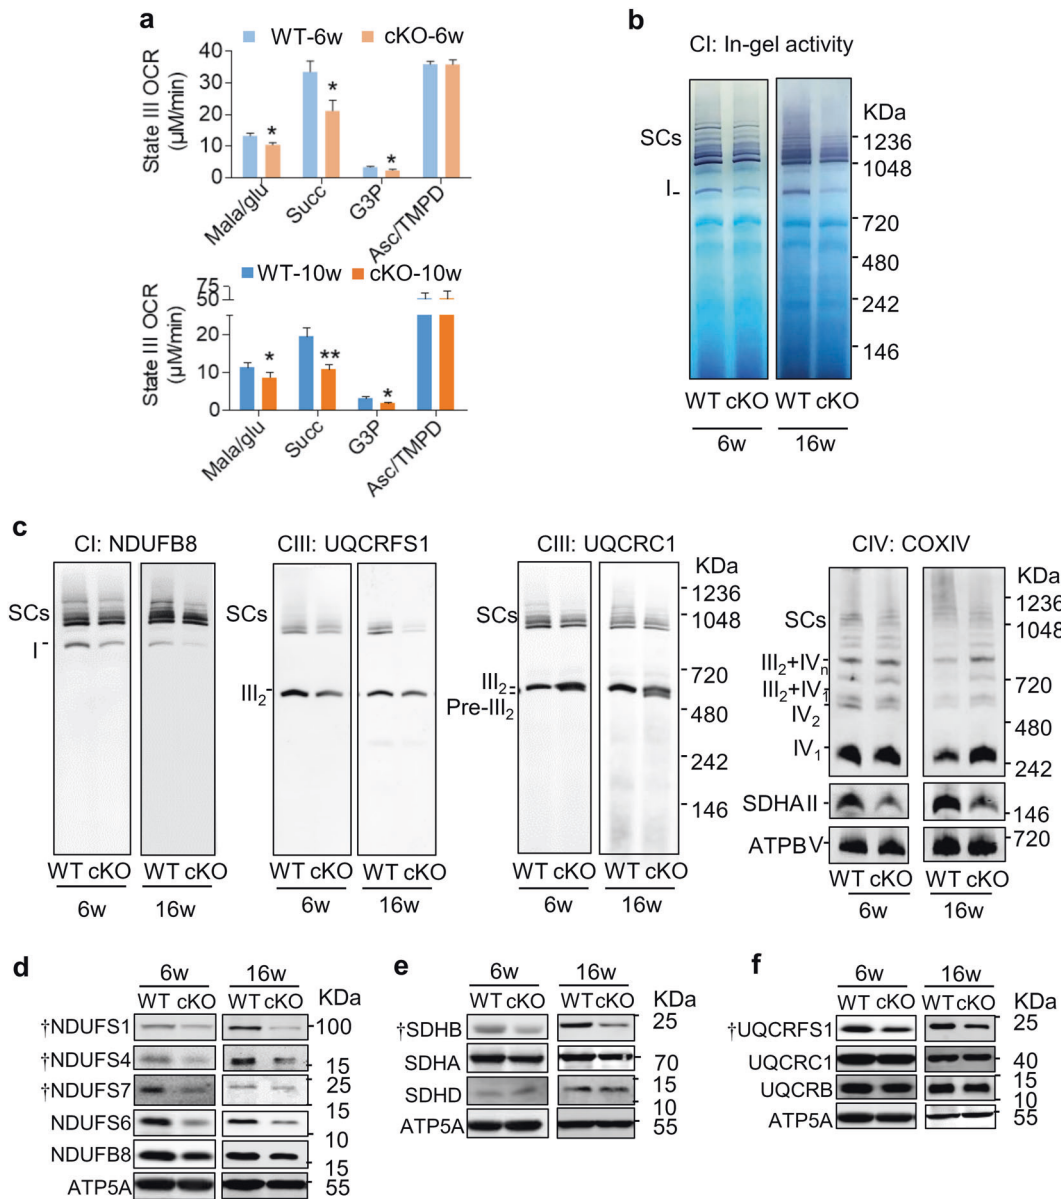 a
WT-6w cKO-6w
State III OCR
(μM/min)
40
30
20
10
0
* * *
Mala/glu Succ G3P Asc/TMPD
WT-10w cKO-10w
State III OCR
(μM/min)
75
50
20
10
0
* ** *
Mala/glu Succ G3P Asc/TMPD
b
CI: In-gel activity
KDa
SCs
I
1236
1048
720
480
242
146
WT cKO WT cKO
6w 16w
c
CI: NDUFB8
SCs
I
WT cKO WT cKO
6w 16w
CIII: UQCRFS1
SCs
III2
WT cKO WT cKO
6w 16w
CIII: UQCRC1
KDa
SCs
III2
Pre-III2
1236
1048
720
480
242
146
WT cKO WT cKO
6w 16w
CIV: COXIV
KDa
SCs
III2+IVn
III2+IV1
IV2
IV1
1236
1048
720
480
242
SDHA II
146
ATPB V
720
WT cKO WT cKO
6w 16w
d
6w 16w
WT cKO WT cKO KDa
†NDUFS1 100
†NDUFS4 15
†NDUFS7 25
15
NDUFS6
10
NDUFB8
15
ATP5A 55
e
6w 16w
WT cKO WT cKO KDa
†SDHB 25
SDHA 70
SDHD 15
10
ATP5A 55
f
6w 16w
WT cKO WT cKO KDa
†UQCRFS1 25
UQCRC1 40
UQCRB 15
10
ATP5A 55